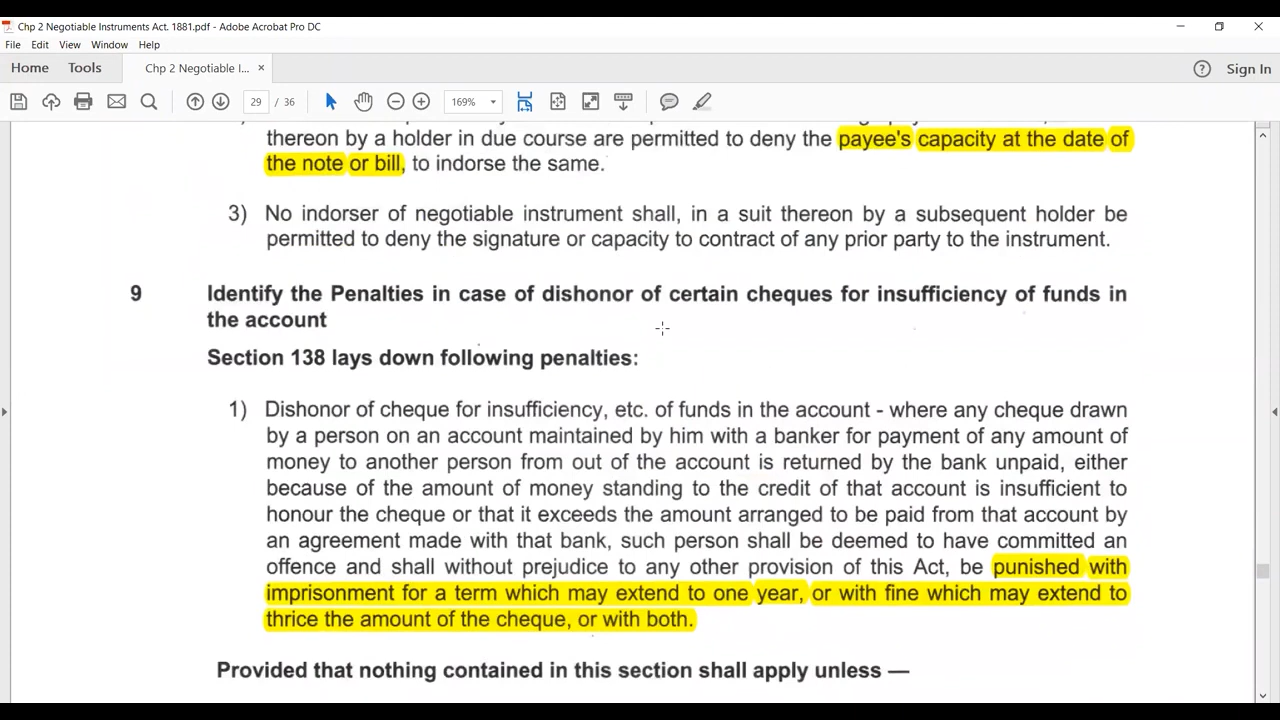 Chp 2 Negotiable Instruments Act. 1881.pdf - Adobe Acrobat Pro DC
File Edit View Window Help
Home Tools Chp 2 Negotiable I... × Sign In
29 / 36 169%
thereon by a holder in due course are permitted to deny the payee's capacity at the date of
the note or bill, to indorse the same.
3) No indorser of negotiable instrument shall, in a suit thereon by a subsequent holder be
permitted to deny the signature or capacity to contract of any prior party to the instrument.
9 Identify the Penalties in case of dishonor of certain cheques for insufficiency of funds in
the account
Section 138 lays down following penalties:
1) Dishonor of cheque for insufficiency, etc. of funds in the account - where any cheque drawn
by a person on an account maintained by him with a banker for payment of any amount of
money to another person from out of the account is returned by the bank unpaid, either
because of the amount of money standing to the credit of that account is insufficient to
honour the cheque or that it exceeds the amount arranged to be paid from that account by
an agreement made with that bank, such person shall be deemed to have committed an
offence and shall without prejudice to any other provision of this Act, be punished with
imprisonment for a term which may extend to one year, or with fine which may extend to
thrice the amount of the cheque, or with both.
Provided that nothing contained in this section shall apply unless —